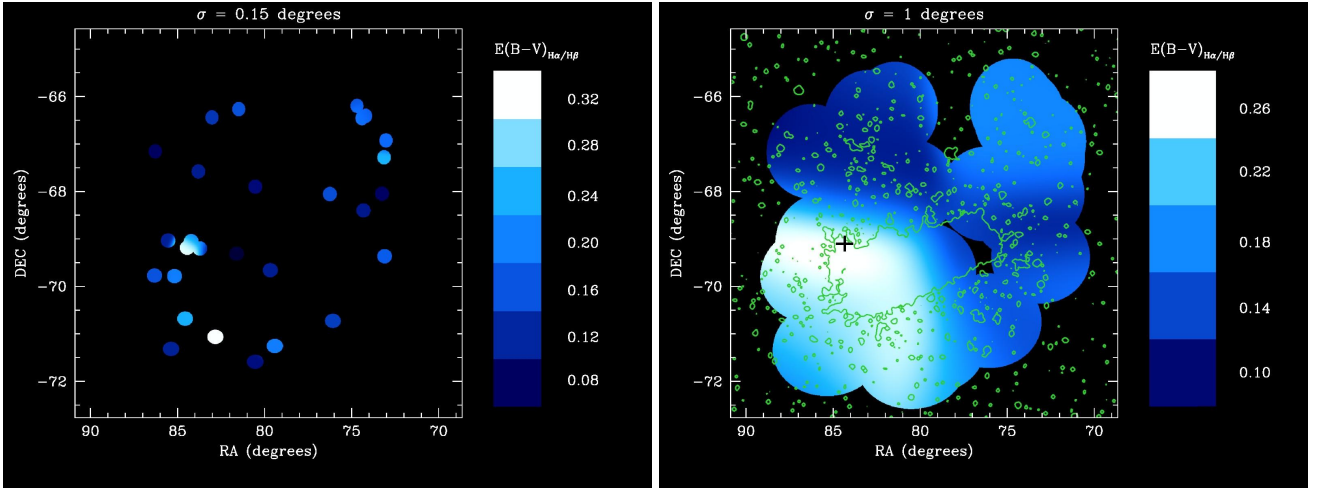 σ = 0.15 degrees
E(B−V)Hα/Hβ
−66
−68
−70
−72
DEC (degrees)
90 85 80 75 70
RA (degrees)
0.32
0.28
0.24
0.20
0.16
0.12
0.08
σ = 1 degrees
E(B−V)Hα/Hβ
−66
−68
−70
−72
DEC (degrees)
90 85 80 75 70
RA (degrees)
0.26
0.22
0.18
0.14
0.10